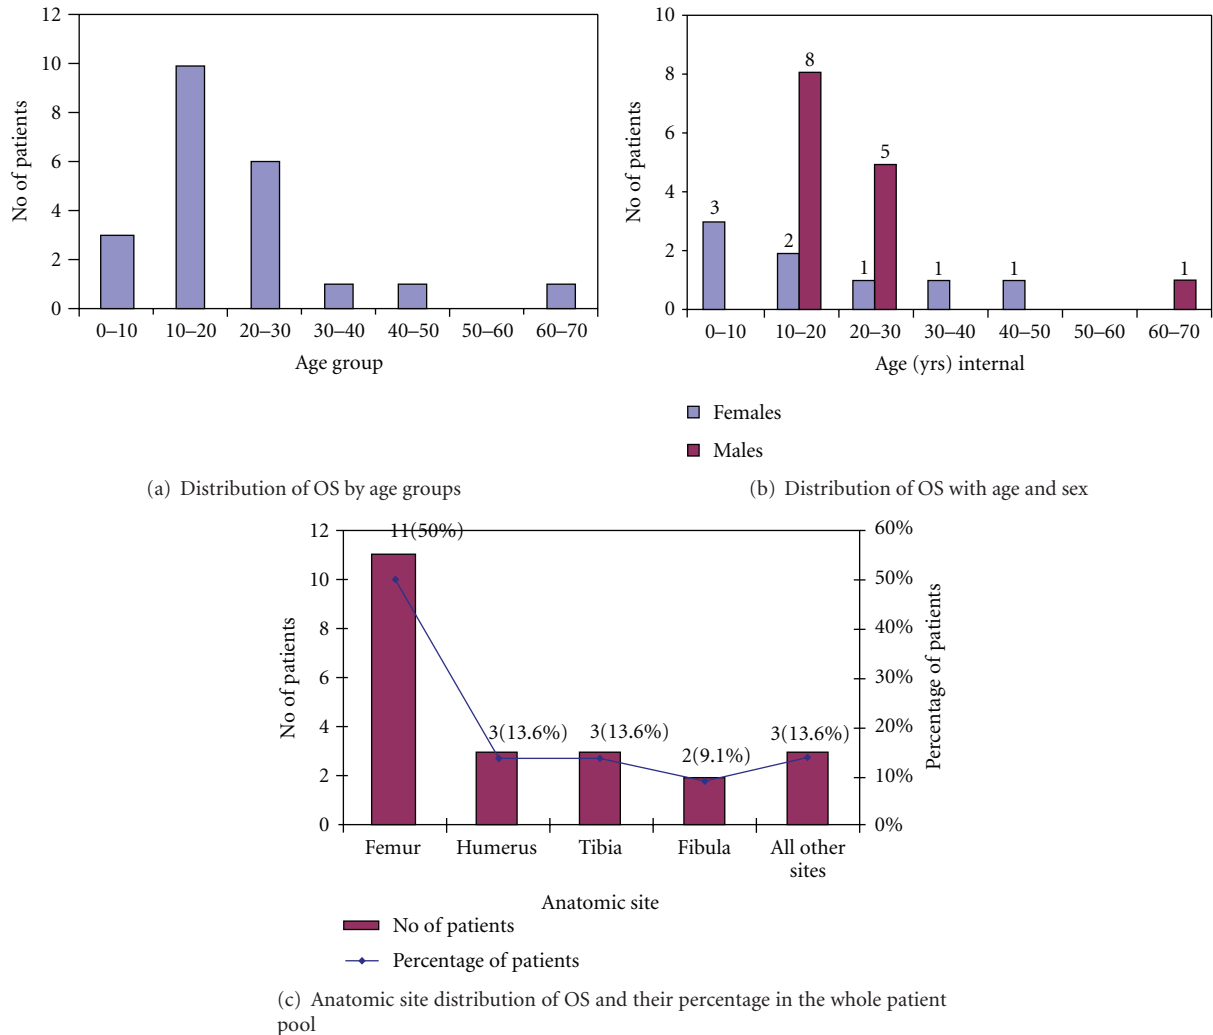 12
10
8
6
4
2
0
No of patients
0–10 10–20 20–30 30–40 40–50 50–60 60–70
Age group
(a) Distribution of OS by age groups
10
8
6
4
2
0
No of patients
3
2
8
1
5
1
1
1
0–10 10–20 20–30 30–40 40–50 50–60 60–70
Age (yrs) internal
Females
Males
(b) Distribution of OS with age and sex
12
10
8
6
4
2
0
No of patients
11(50%)
3(13.6%)
3(13.6%)
2(9.1%)
3(13.6%)
60%
50%
40%
30%
20%
10%
0%
Percentage of patients
Femur Humerus Tibia Fibula All other
sites
Anatomic site
No of patients
Percentage of patients
(c) Anatomic site distribution of OS and their percentage in the whole patient
pool